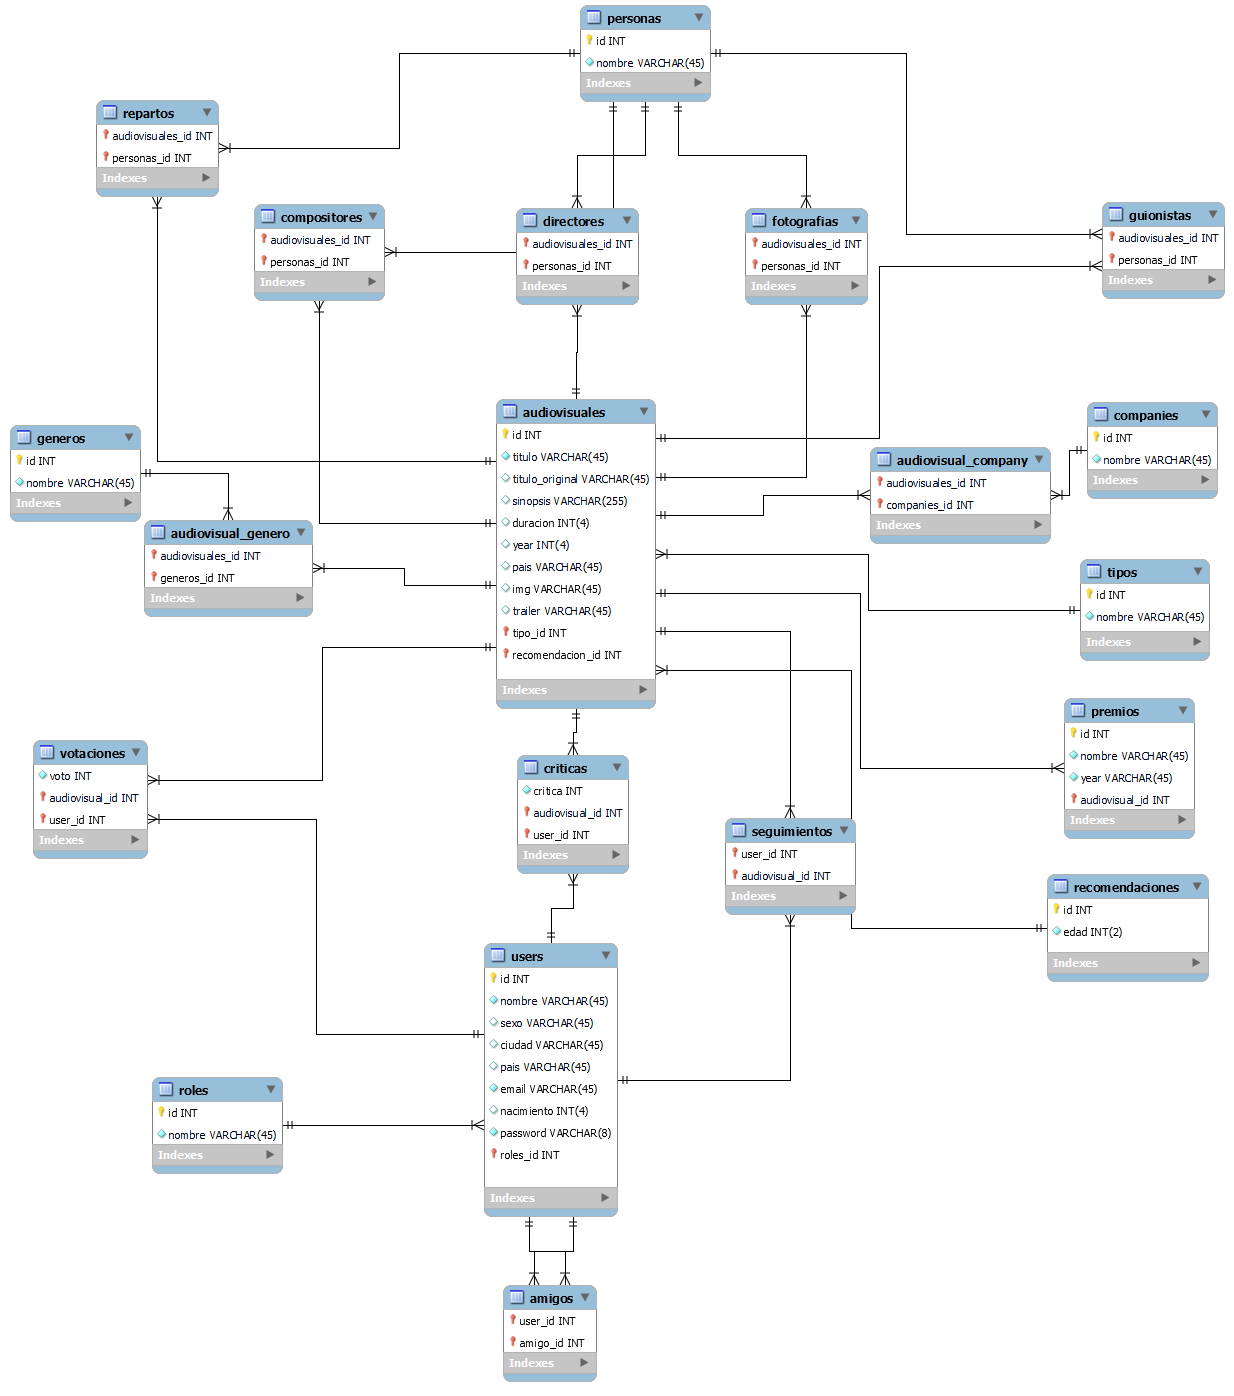 personas
id INT
nombre VARCHAR(45)
Indexes
repartos
audiovisuales_id INT
personas_id INT
Indexes
compositores
audiovisuales_id INT
personas_id INT
Indexes
directores
audiovisuales_id INT
personas_id INT
Indexes
fotografias
audiovisuales_id INT
personas_id INT
Indexes
guionistas
audiovisuales_id INT
personas_id INT
Indexes
audiovisuales
id INT
titulo VARCHAR(45)
titulo_original VARCHAR(45)
sinopsis VARCHAR(255)
duracion INT(4)
year INT(4)
pais VARCHAR(45)
img VARCHAR(45)
trailer VARCHAR(45)
tipo_id INT
recomendacion_id INT
Indexes
generos
id INT
nombre VARCHAR(45)
Indexes
audiovisual_genero
audiovisuales_id INT
generos_id INT
Indexes
companies
id INT
nombre VARCHAR(45)
Indexes
audiovisual_company
audiovisuales_id INT
companies_id INT
Indexes
tipos
id INT
nombre VARCHAR(45)
Indexes
premios
id INT
nombre VARCHAR(45)
year VARCHAR(45)
audiovisual_id INT
Indexes
votaciones
voto INT
audiovisual_id INT
user_id INT
Indexes
criticas
critica INT
audiovisual_id INT
user_id INT
Indexes
seguimientos
user_id INT
audiovisual_id INT
Indexes
recomendaciones
id INT
edad INT(2)
Indexes
users
id INT
nombre VARCHAR(45)
sexo VARCHAR(45)
ciudad VARCHAR(45)
pais VARCHAR(45)
email VARCHAR(45)
nacimiento INT(4)
password VARCHAR(8)
roles_id INT
Indexes
roles
id INT
nombre VARCHAR(45)
Indexes
amigos
user_id INT
amigo_id INT
Indexes